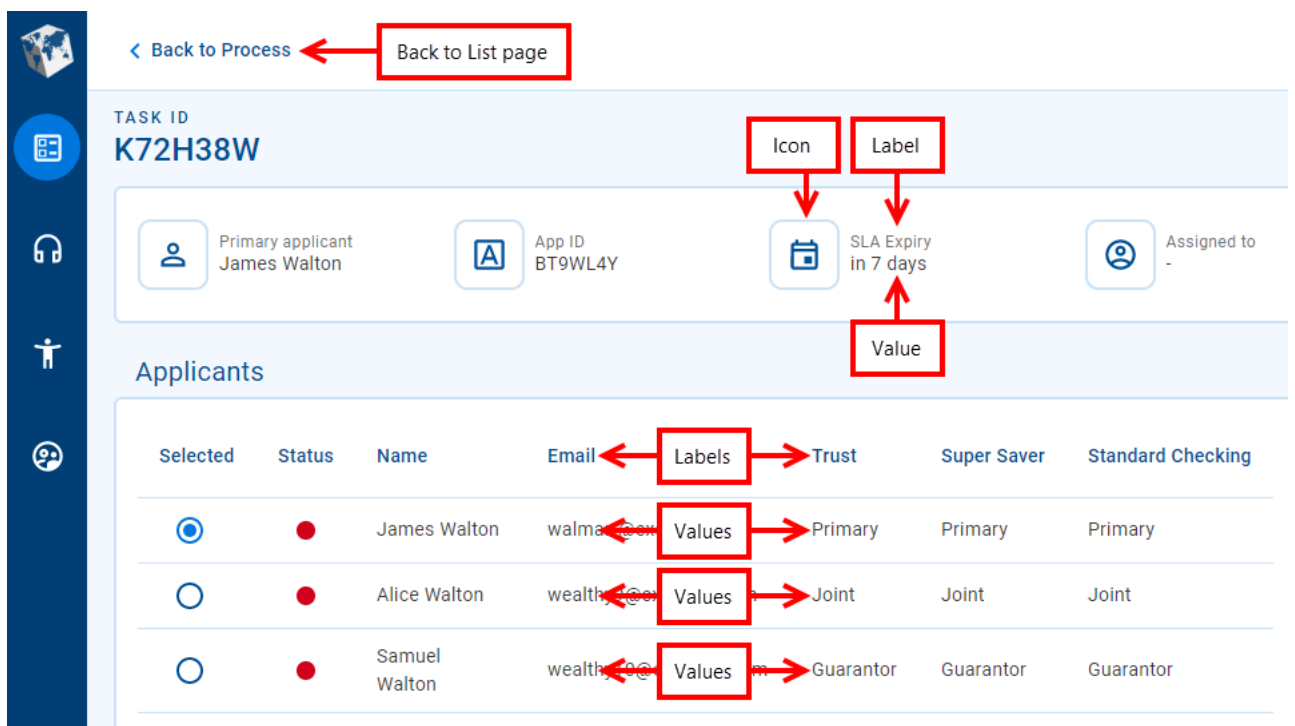 Back to Process
Back to List page
TASK ID
K72H38W
Icon
Label
Primary applicant
James Walton
App ID
BT9WL4Y
SLA Expiry
in 7 days
Assigned to
-
Value
Applicants
Selected Status Name Email Labels Trust Super Saver Standard Checking
James Walton Values Primary Primary Primary
Alice Walton Values Joint Joint Joint
Samuel
Walton
Values Guarantor Guarantor Guarantor